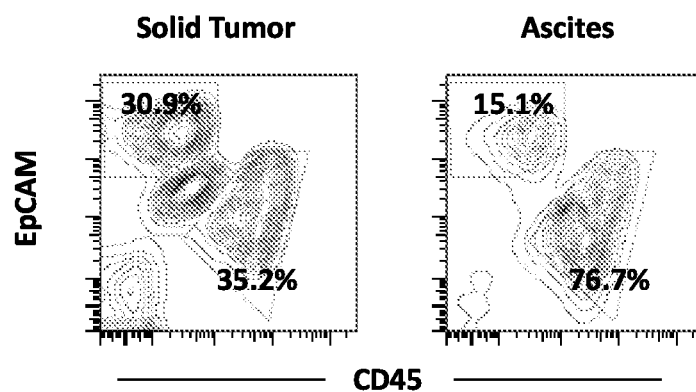 Solid Tumor
Ascites
30.9%
15.1%
EpCAM
35.2%
76.7%
CD45